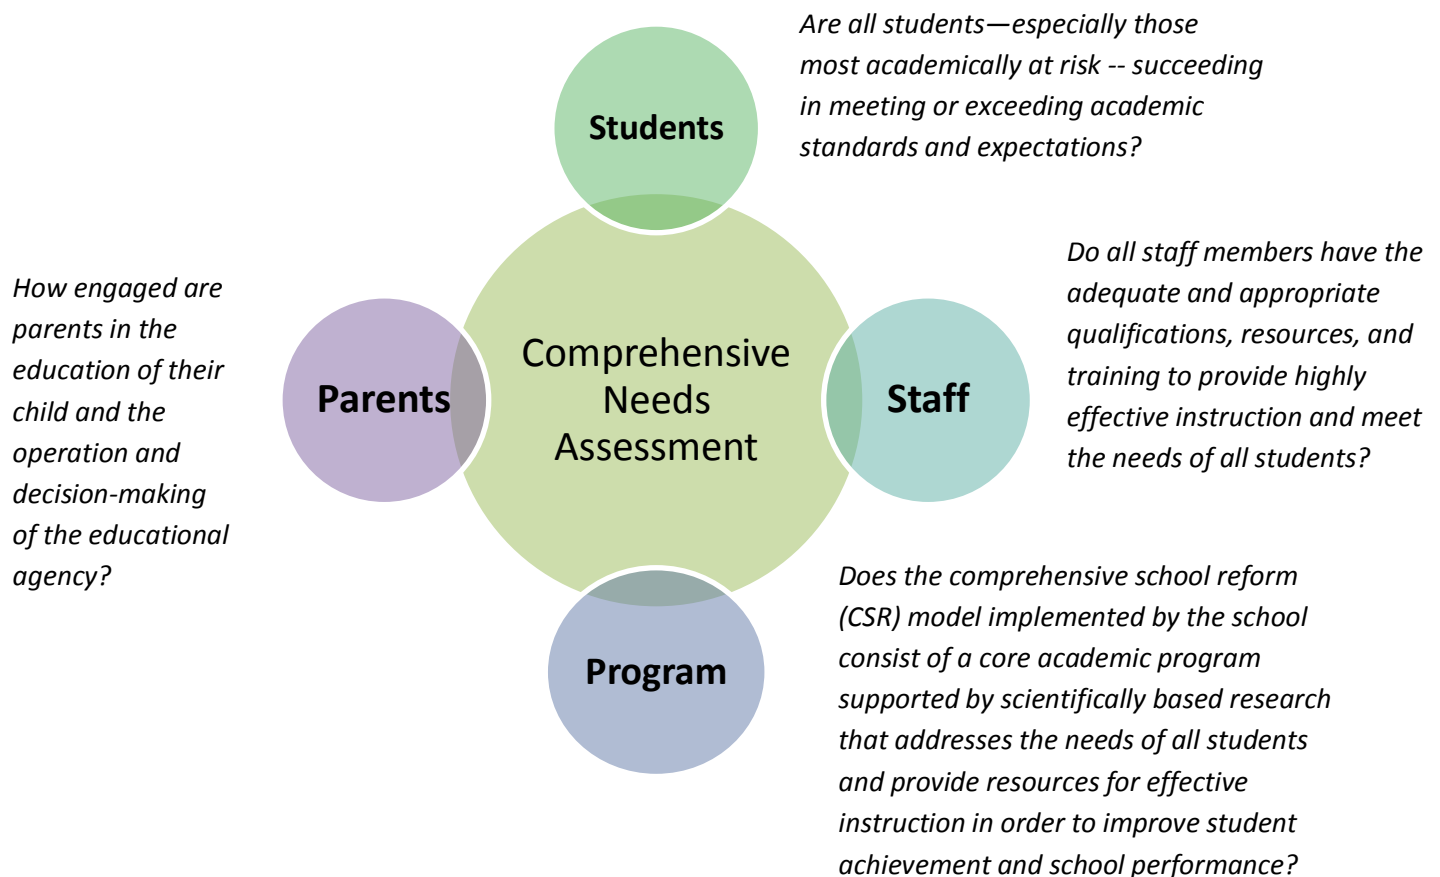 Are all students—especially those
most academically at risk -- succeeding
in meeting or exceeding academic
standards and expectations?
Students
Do all staff members have the
adequate and appropriate
qualifications, resources, and
training to provide highly
effective instruction and meet
the needs of all students?
How engaged are
parents in the
education of their
child and the
operation and
decision-making
of the educational
agency?
Parents
Comprehensive
Needs
Assessment
Staff
Program
Does the comprehensive school reform
(CSR) model implemented by the school
consist of a core academic program
supported by scientifically based research
that addresses the needs of all students
and provide resources for effective
instruction in order to improve student
achievement and school performance?